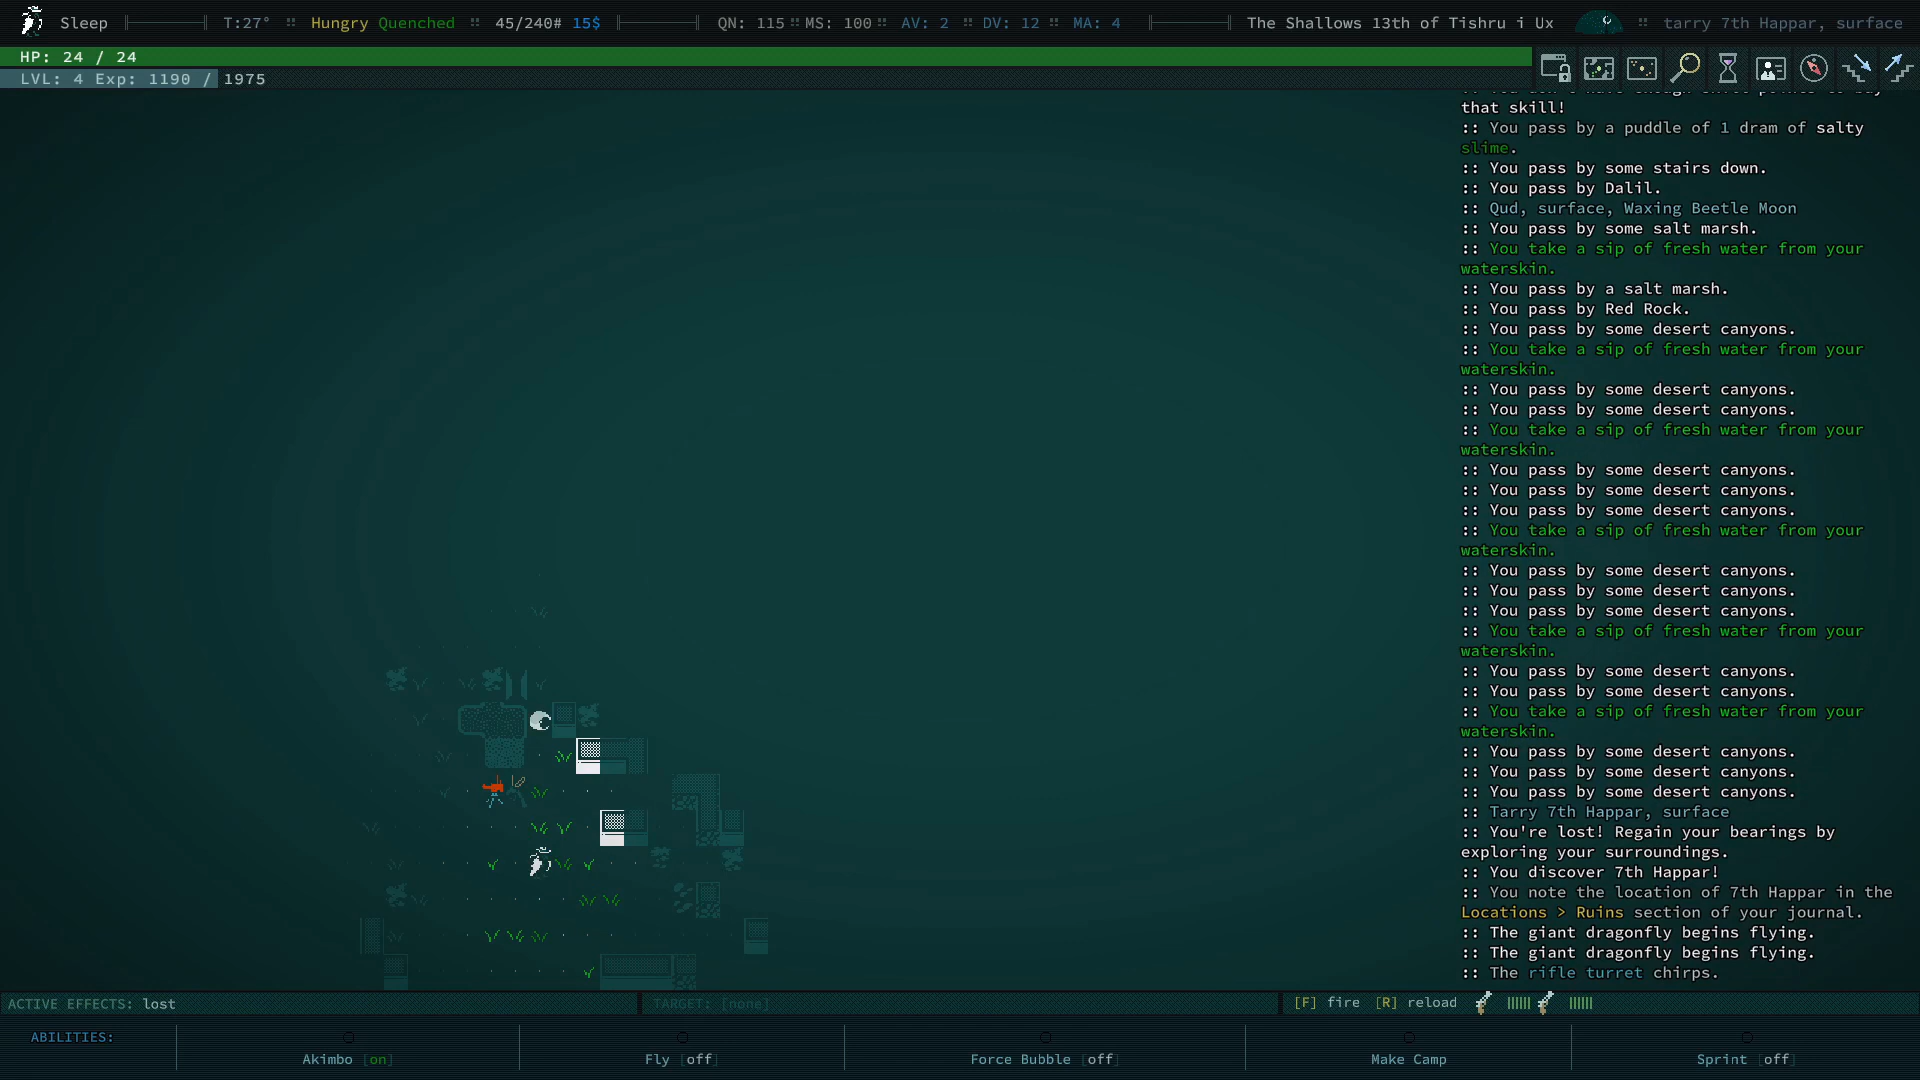 Sleep T:27° :: Hungry Quenched :: 45/240# 15$ QN: 115 :: MS: 100 :: AV: 2 :: DV: 12 :: MA: 4 The Shallows 13th of Tishru i Ux :: tarry 7th Happar, surface
HP: 24 / 24
LVL: 4 Exp: 1190 / 1975
that skill!
:: You pass by a puddle of 1 dram of salty
slime.
:: You pass by some stairs down.
:: You pass by Dalil.
:: Qud, surface, Waxing Beetle Moon
:: You pass by some salt marsh.
:: You take a sip of fresh water from your
waterskin.
:: You pass by a salt marsh.
:: You pass by Red Rock.
:: You pass by some desert canyons.
:: You take a sip of fresh water from your
waterskin.
:: You pass by some desert canyons.
:: You pass by some desert canyons.
:: You take a sip of fresh water from your
waterskin.
:: You pass by some desert canyons.
:: You pass by some desert canyons.
:: You pass by some desert canyons.
:: You take a sip of fresh water from your
waterskin.
:: You pass by some desert canyons.
:: You pass by some desert canyons.
:: You pass by some desert canyons.
:: You take a sip of fresh water from your
waterskin.
:: You pass by some desert canyons.
:: You pass by some desert canyons.
:: You take a sip of fresh water from your
waterskin.
:: You pass by some desert canyons.
:: You pass by some desert canyons.
:: You pass by some desert canyons.
:: Tarry 7th Happar, surface
:: You're lost! Regain your bearings by
exploring your surroundings.
:: You discover 7th Happar!
:: You note the location of 7th Happar in the
Locations > Ruins section of your journal.
:: The giant dragonfly begins flying.
:: The giant dragonfly begins flying.
:: The rifle turret chirps.
ACTIVE EFFECTS: lost TARGET: [none] [F] fire [R] reload
ABILITIES: Akimbo [on] Fly [off] Force Bubble [off] Make Camp Sprint [off]